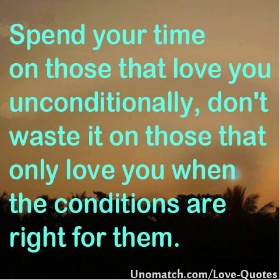 Spend your time
on those that love you
unconditionally, don't
waste it on those that
only love you when
the conditions are
right for them.
Unomatch.com/Love-Quotes